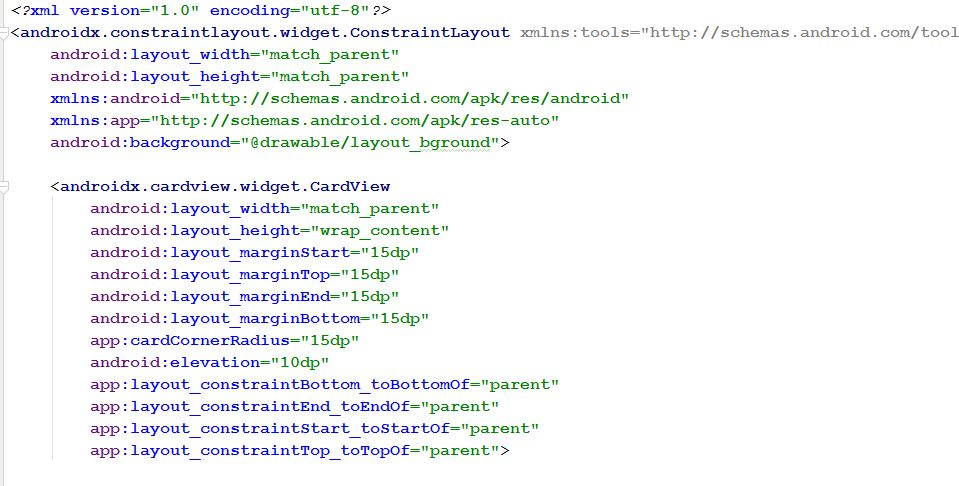 <?xml version="1.0" encoding="utf-8"?>
<androidx.constraintlayout.widget.ConstraintLayout xmlns:tools="http://schemas.android.com/tool
android:layout_width="match_parent"
android:layout_height="match_parent"
xmlns:android="http://schemas.android.com/apk/res/android"
xmlns:app="http://schemas.android.com/apk/res-auto"
android:background="@drawable/layout_bground">
<androidx.cardview.widget.CardView
android:layout_width="match_parent"
android:layout_height="wrap_content"
android:layout_marginStart="15dp"
android:layout_marginTop="15dp"
android:layout_marginEnd="15dp"
android:layout_marginBottom="15dp"
app:cardCornerRadius="15dp"
android:elevation="10dp"
app:layout_constraintBottom_toBottomOf="parent"
app:layout_constraintEnd_toEndOf="parent"
app:layout_constraintStart_toStartOf="parent"
app:layout_constraintTop_toTopOf="parent">